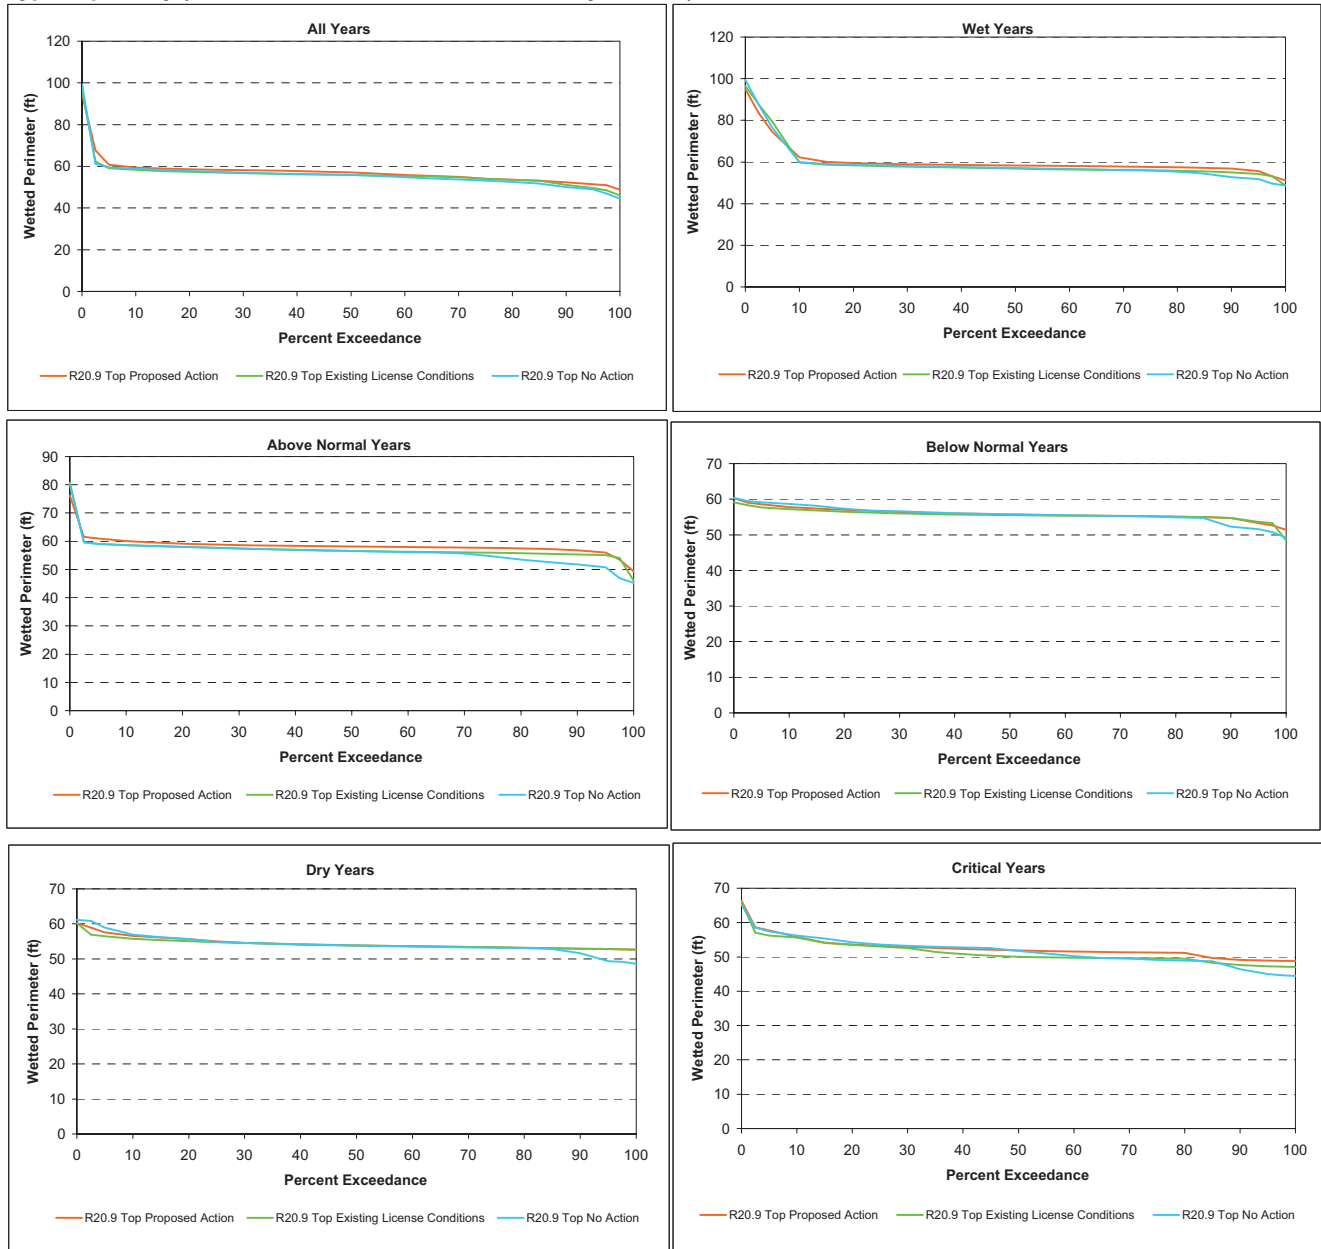 All Years
120
100
80
60
40
20
0
Wetted Perimeter (ft)
0 10 20 30 40 50 60 70 80 90 100
Percent Exceedance
R20.9 Top Proposed Action R20.9 Top Existing License Conditions R20.9 Top No Action
Wet Years
120
100
80
60
40
20
0
Wetted Perimeter (ft)
0 10 20 30 40 50 60 70 80 90 100
Percent Exceedance
R20.9 Top Proposed Action R20.9 Top Existing License Conditions R20.9 Top No Action
Above Normal Years
90
80
70
60
50
40
30
20
10
0
Wetted Perimeter (ft)
0 10 20 30 40 50 60 70 80 90 100
Percent Exceedance
R20.9 Top Proposed Action R20.9 Top Existing License Conditions R20.9 Top No Action
Below Normal Years
70
60
50
40
30
20
10
0
Wetted Perimeter (ft)
0 10 20 30 40 50 60 70 80 90 100
Percent Exceedance
R20.9 Top Proposed Action R20.9 Top Existing License Conditions R20.9 Top No Action
Dry Years
70
60
50
40
30
20
10
0
Wetted Perimeter (ft)
0 10 20 30 40 50 60 70 80 90 100
Percent Exceedance
R20.9 Top Proposed Action R20.9 Top Existing License Conditions R20.9 Top No Action
Critical Years
70
60
50
40
30
20
10
0
Wetted Perimeter (ft)
0 10 20 30 40 50 60 70 80 90 100
Percent Exceedance
R20.9 Top Proposed Action R20.9 Top Existing License Conditions R20.9 Top No Action